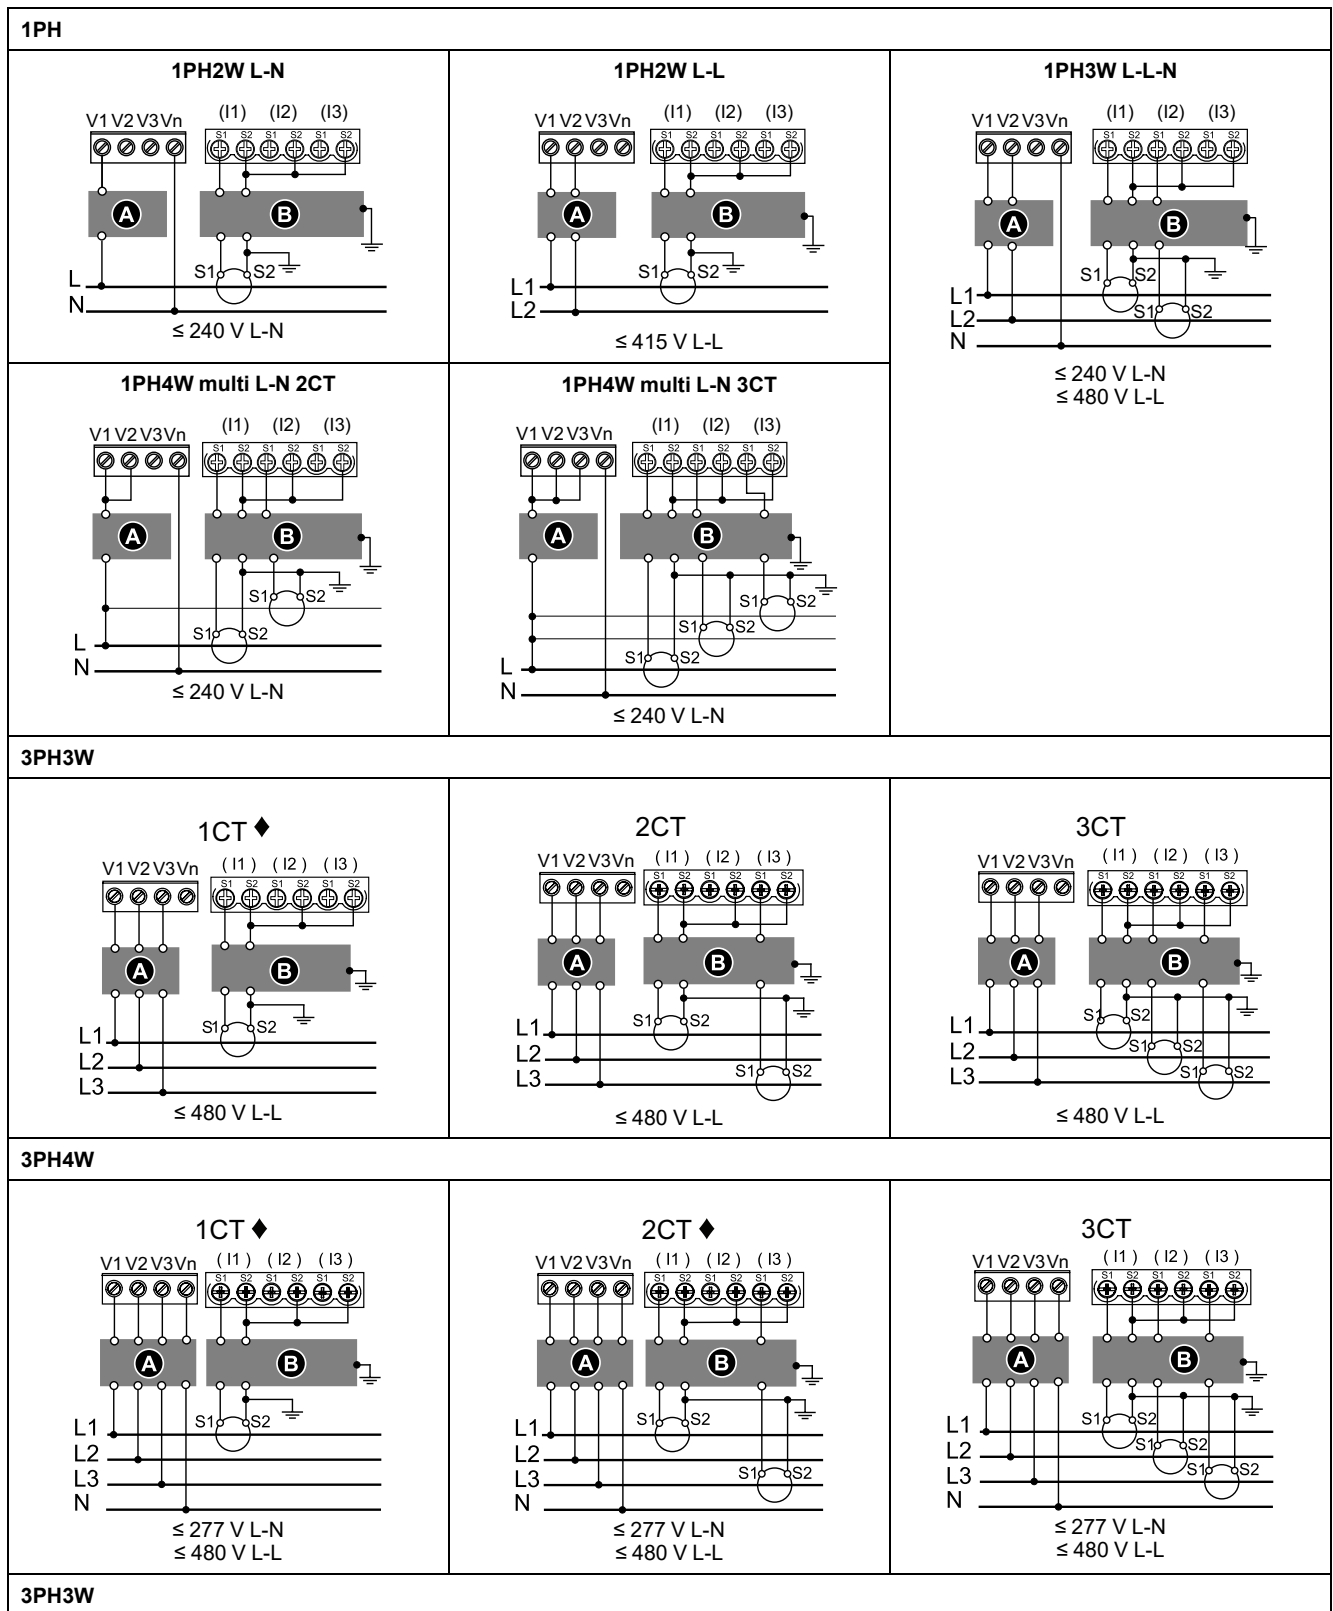 1PH
1PH2W L-N
V1 V2 V3 Vn
(I1) (I2) (I3)
S1 S2 S1 S2 S1 S2
A
B
S1 S2
L
N
≤ 240 V L-N
1PH2W L-L
V1 V2 V3 Vn
(I1) (I2) (I3)
S1 S2 S1 S2 S1 S2
A
B
S1 S2
L1
L2
≤ 415 V L-L
1PH3W L-L-N
V1 V2 V3 Vn
(I1) (I2) (I3)
S1 S2 S1 S2 S1 S2
A
B
S1 S2
L1
S1 S2
L2
N
≤ 240 V L-N
≤ 480 V L-L
1PH4W multi L-N 2CT
V1 V2 V3 Vn
(I1) (I2) (I3)
S1 S2 S1 S2 S1 S2
A
B
S1 S2
S1 S2
L
N
≤ 240 V L-N
1PH4W multi L-N 3CT
V1 V2 V3 Vn
(I1) (I2) (I3)
S1 S2 S1 S2 S1 S2
A
B
S1 S2
S1 S2
S1 S2
L
N
≤ 240 V L-N
3PH3W
1CT ♦
V1 V2 V3 Vn
( I1 ) ( I2 ) ( I3 )
S1 S2 S1 S2 S1 S2
A
B
S1 S2
L1
L2
L3
≤ 480 V L-L
2CT
V1 V2 V3 Vn
( I1 ) ( I2 ) ( I3 )
S1 S2 S1 S2 S1 S2
A
B
S1 S2
L1
L2
S1 S2
L3
≤ 480 V L-L
3CT
V1 V2 V3 Vn
( I1 ) ( I2 ) ( I3 )
S1 S2 S1 S2 S1 S2
A
B
S1 S2
L1
S1 S2
L2
S1 S2
L3
≤ 480 V L-L
3PH4W
1CT ♦
V1 V2 V3 Vn
( I1 ) ( I2 ) ( I3 )
S1 S2 S1 S2 S1 S2
A
B
S1 S2
L1
L2
L3
N
≤ 277 V L-N
≤ 480 V L-L
2CT ♦
V1 V2 V3 Vn
( I1 ) ( I2 ) ( I3 )
S1 S2 S1 S2 S1 S2
A
B
S1 S2
L1
L2
S1 S2
L3
N
≤ 277 V L-N
≤ 480 V L-L
3CT
V1 V2 V3 Vn
( I1 ) ( I2 ) ( I3 )
S1 S2 S1 S2 S1 S2
A
B
S1 S2
L1
S1 S2
L2
S1 S2
L3
N
≤ 277 V L-N
≤ 480 V L-L
3PH3W